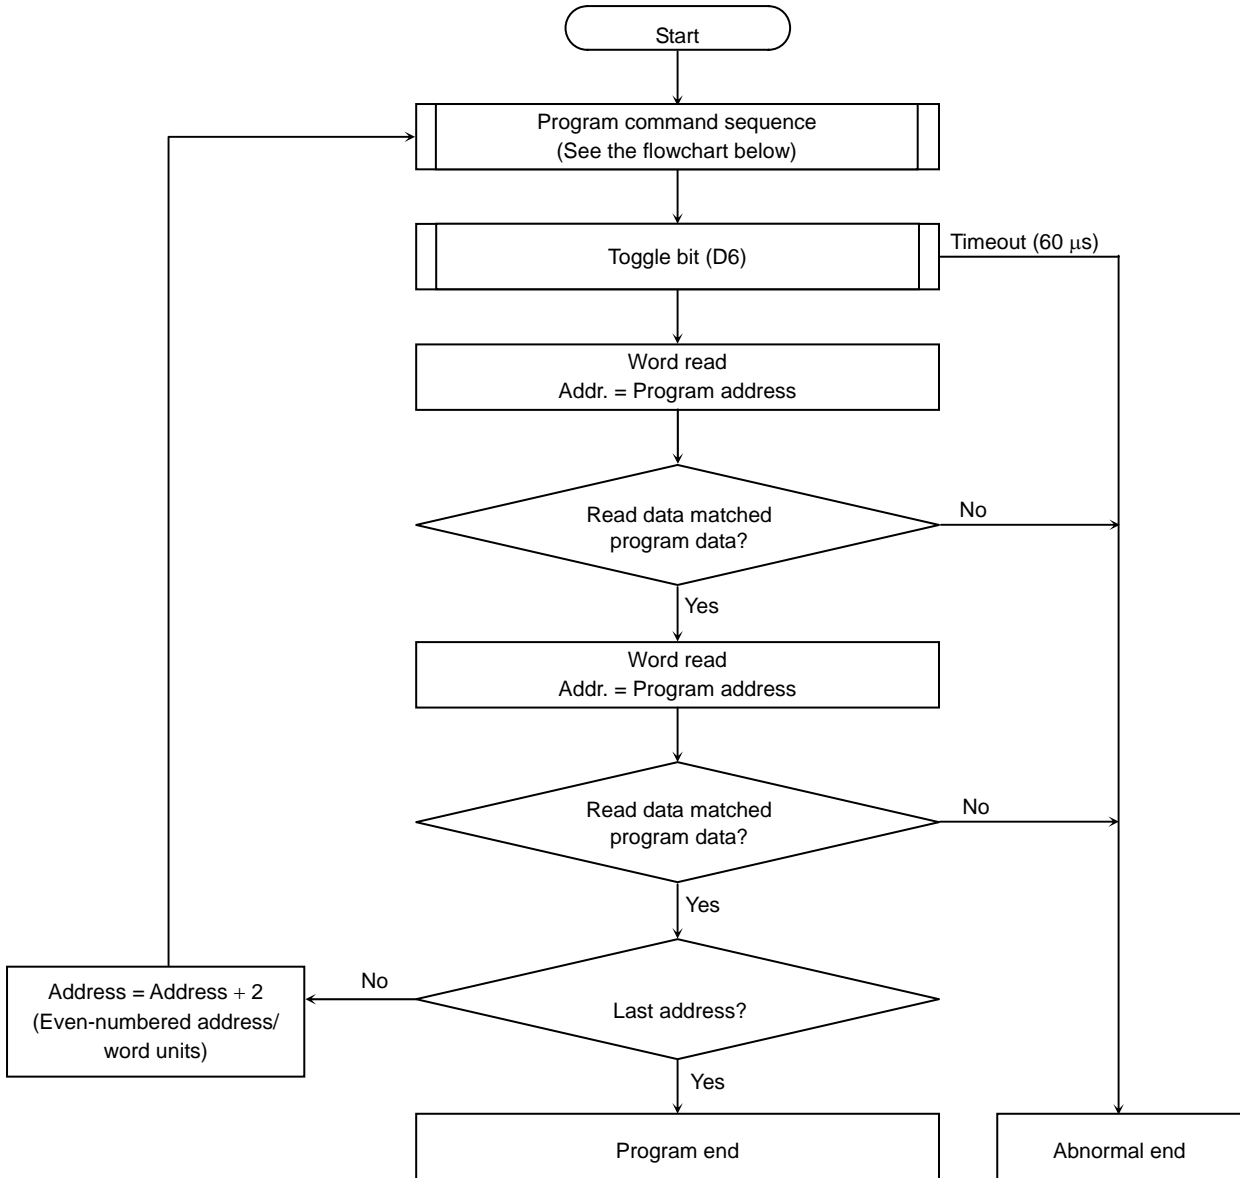 Start
Program command sequence
(See the flowchart below)
Timeout (60 μs)
Toggle bit (D6)
Word read
Addr. = Program address
Read data matched
program data?
No
Yes
Word read
Addr. = Program address
Read data matched
program data?
No
Yes
Last address?
No
Address = Address + 2
(Even-numbered address/
word units)
Yes
Program end
Abnormal end